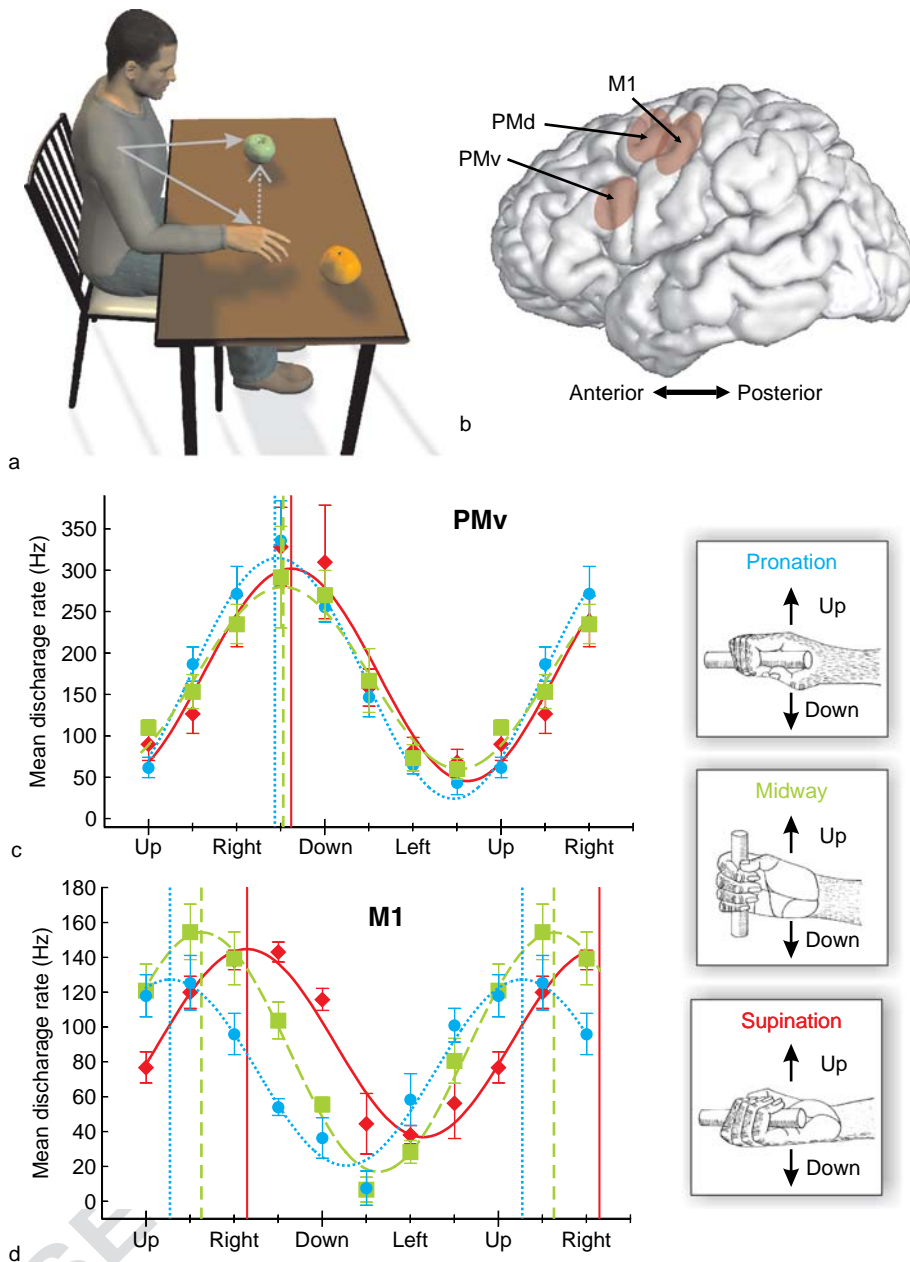 M1
PMd
PMv
Anterior Posterior
a
b
PMv
Mean discharage rate (Hz)
350
300
250
200
150
100
50
0
Up Right Down Left Up Right
c
M1
Mean discharage rate (Hz)
180
160
140
120
100
80
60
40
20
0
Up Right Down Left Up Right
d
Pronation
Up
Down
Midway
Up
Down
Supination
Up
Down